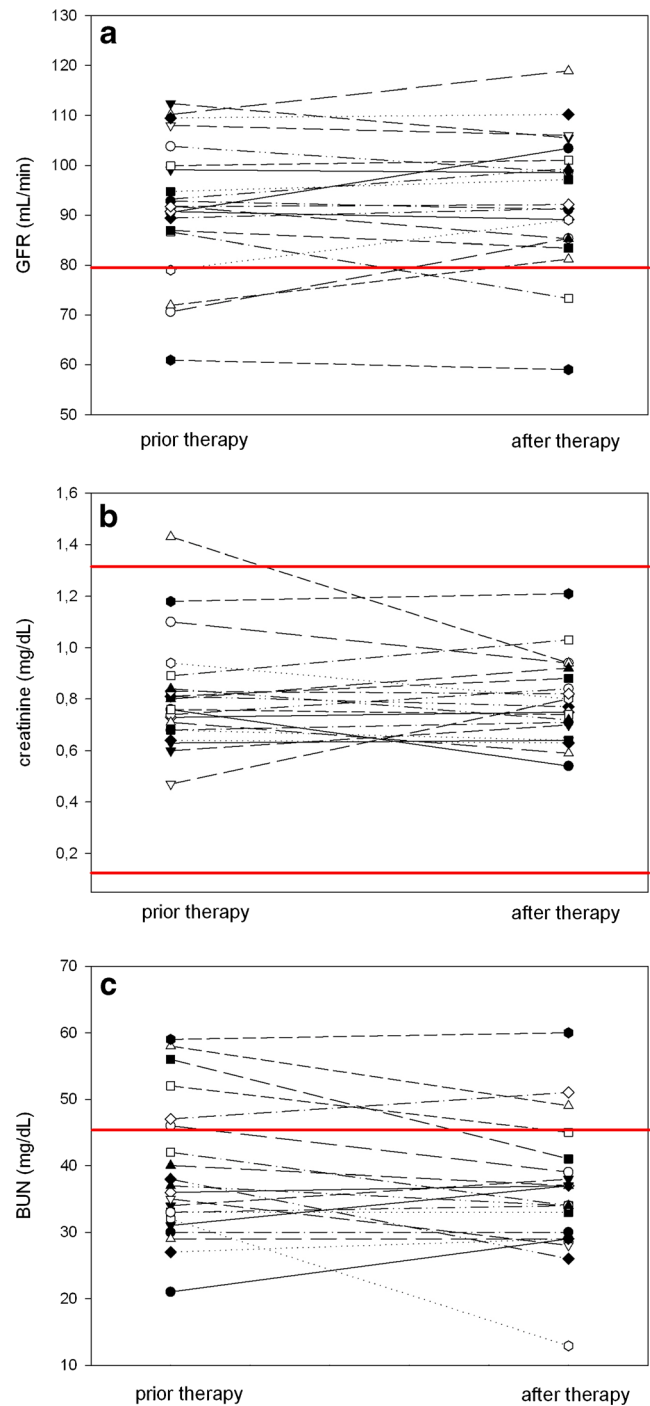 a
130
120
110
100
90
80
70
60
50
GFR (mL/min)
prior therapy after therapy
b
1,6
1,4
1,2
1,0
0,8
0,6
0,4
0,2
creatinine (mg/dL)
prior therapy after therapy
c
70
60
50
40
30
20
10
BUN (mg/dL)
prior therapy after therapy